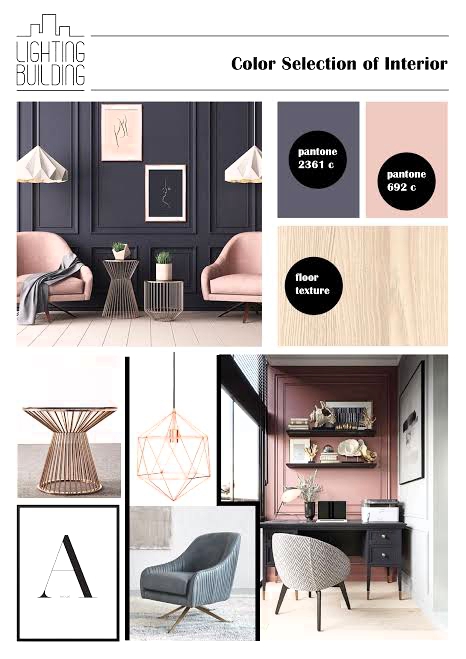 LIGHTING
BUILDING
Color Selection of Interior
pantone
2361 c
pantone
692 c
floor
texture
A